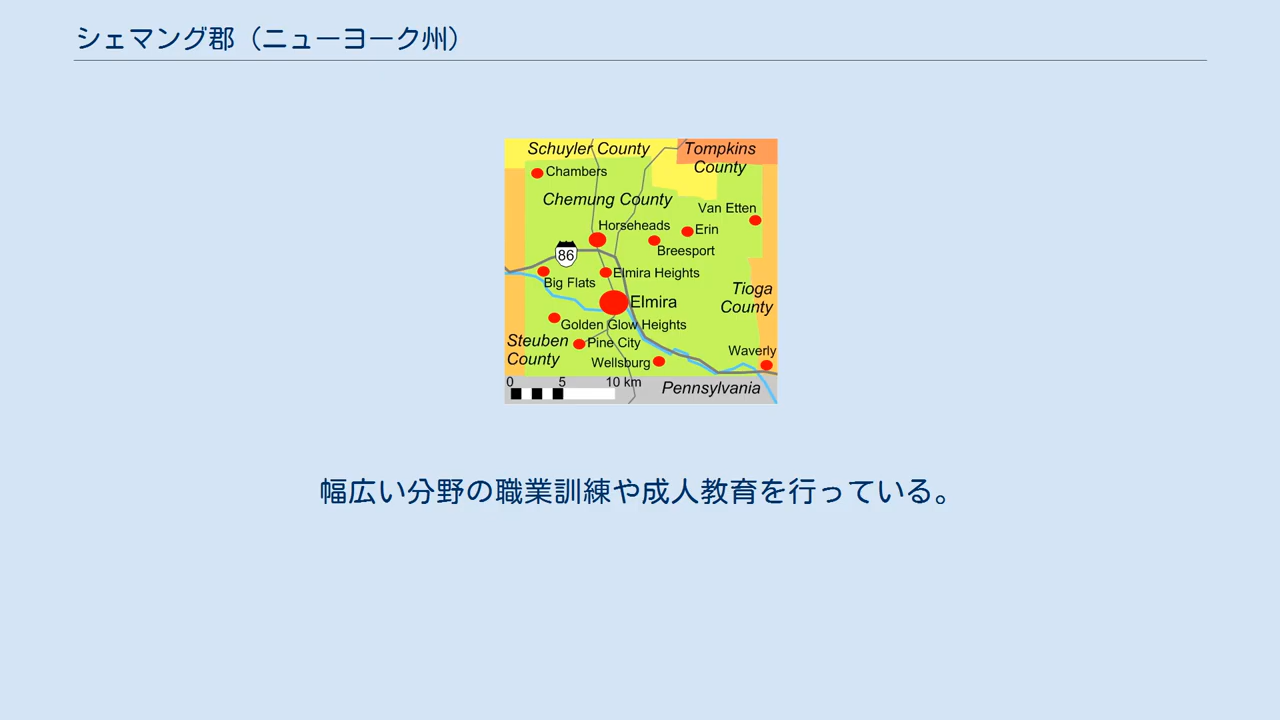 シェマング郡（ニューヨーク州）
Schuyler County
Tompkins
County
Chambers
Chemung County
Van Etten
Horseheads
Erin
Breesport
86
Elmira Heights
Big Flats
Tioga
County
Elmira
Golden Glow Heights
Steuben
County
Pine City
Waverly
Wellsburg
0 5 10 km
Pennsylvania
幅広い分野の職業訓練や成人教育を行っている。